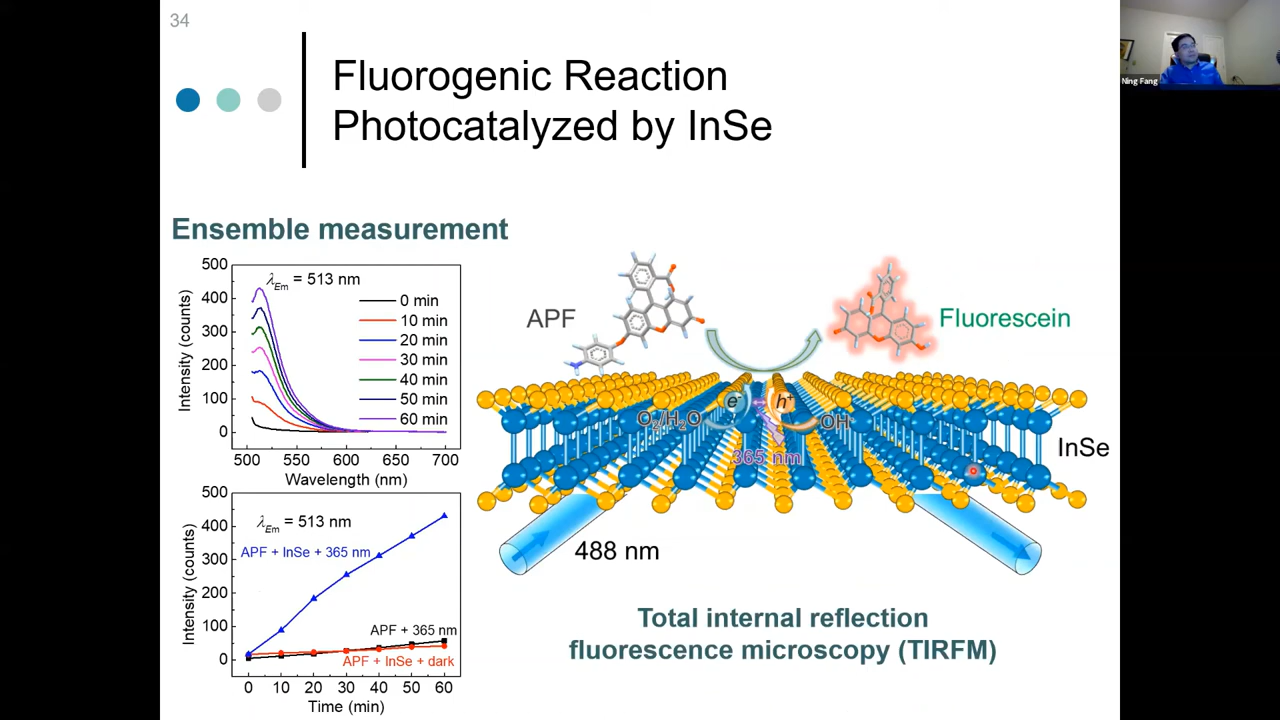 34
Fluorogenic Reaction
Photocatalyzed by InSe
Ning Fang
Ensemble measurement
500
400
300
200
100
0
Intensity (counts)
λEm = 513 nm
0 min
10 min
20 min
30 min
40 min
50 min
60 min
500 550 600 650 700
Wavelength (nm)
500
400
300
200
100
0
Intensity (counts)
λEm = 513 nm
APF + InSe + 365 nm
APF + 365 nm
APF + InSe + dark
0 10 20 30 40 50 60
Time (min)
APF
Fluorescein
e-
h+
O2/H2O
OH
365 nm
InSe
488 nm
Total internal reflection
fluorescence microscopy (TIRFM)